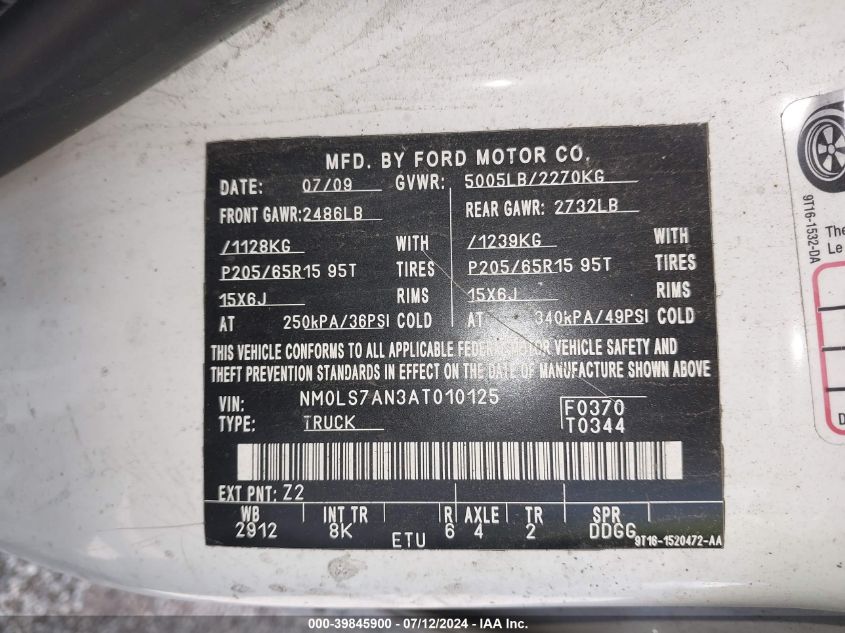 MFD. BY FORD MOTOR CO.
DATE: 07/09 GVWR: 5005LB/2270KG
FRONT GAWR: 2486LB REAR GAWR: 2732LB
/1128KG WITH /1239KG WITH
P205/65R15 95T TIRES P205/65R15 95T TIRES
15X6J RIMS 15X6J RIMS
AT 250kPA/36PSI COLD AT 340kPA/49PSI COLD
THIS VEHICLE CONFORMS TO ALL APPLICABLE FEDERAL MOTOR VEHICLE SAFETY AND
THEFT PREVENTION STANDARDS IN EFFECT ON THE DATE OF MANUFACTURE SHOWN ABOVE
VIN: NM0LS7AN3AT010125 F0370
TYPE: TRUCK T0344
EXT PNT: Z2
WB INT TR R AXLE TR SPR
2912 8K 6 4 2 DDGG
ETU 9T16-1520472-AA
9T16-1532-DA
The
Le
D
000-39845900 - 07/12/2024 - IAA Inc.